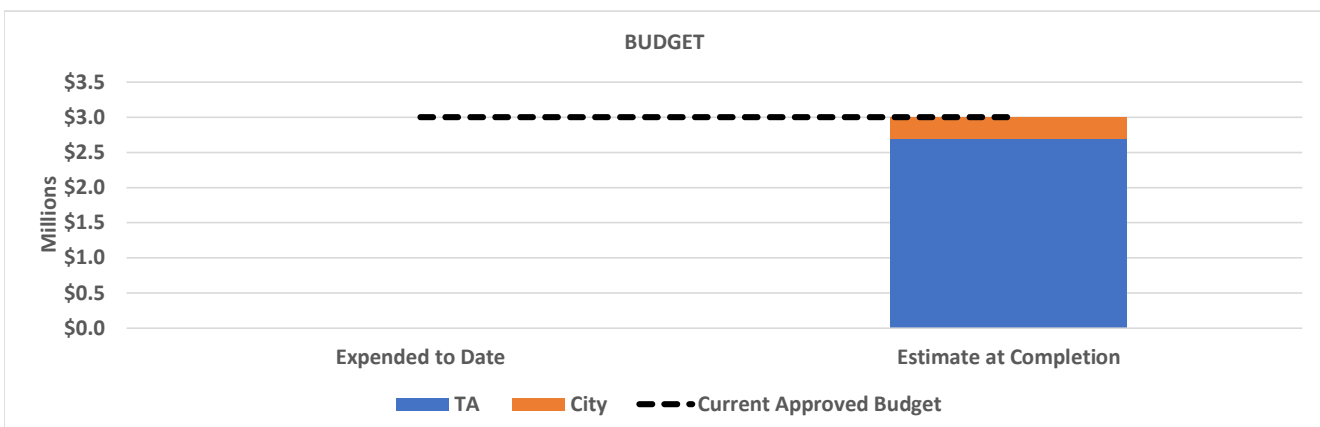 BUDGET
$3.5
$3.0
$2.5
$2.0
$1.5
$1.0
$0.5
$0.0
Millions
Expended to Date Estimate at Completion
TA City Current Approved Budget